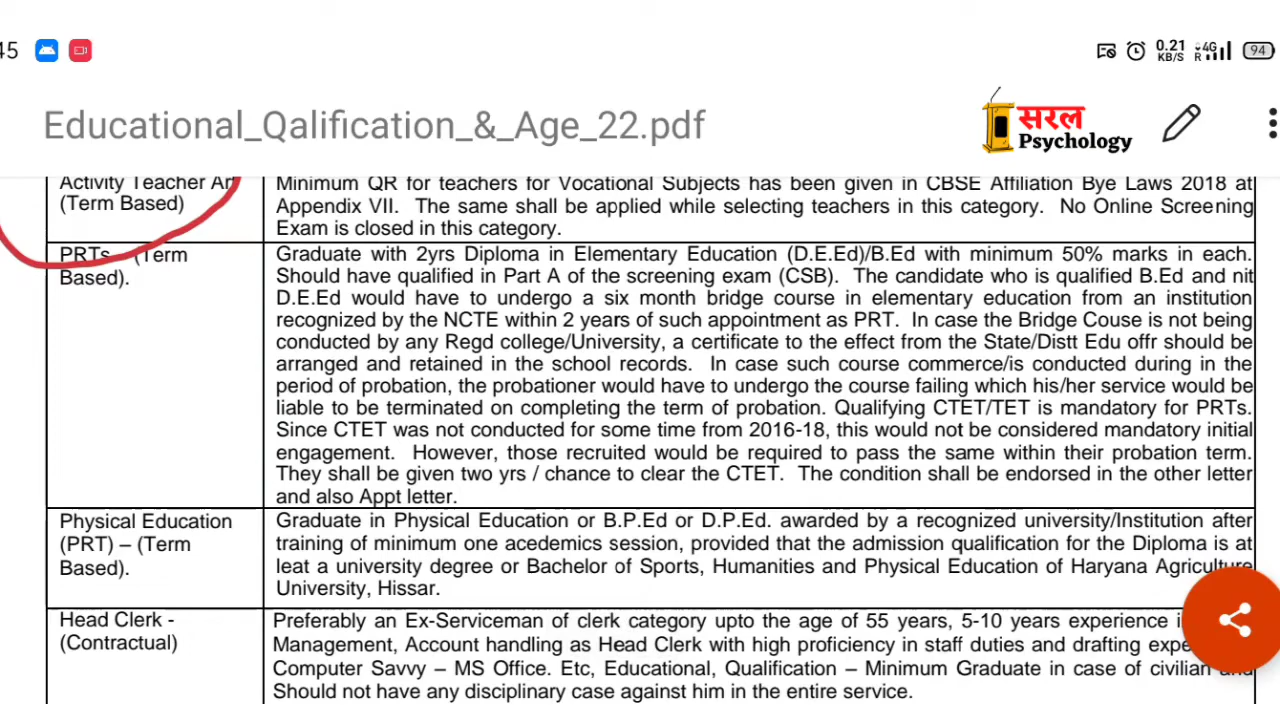 45
0.21
KB/S
4G
R
94
Educational_Qalification_&_Age_22.pdf
सरल
Psychology
Activity Teacher Art
(Term Based)
Minimum QR for teachers for Vocational Subjects has been given in CBSE Affiliation Bye Laws 2018 at
Appendix VII. The same shall be applied while selecting teachers in this category. No Online Screening
Exam is closed in this category.
PRTs - (Term
Based).
Graduate with 2yrs Diploma in Elementary Education (D.E.Ed)/B.Ed with minimum 50% marks in each.
Should have qualified in Part A of the screening exam (CSB). The candidate who is qualified B.Ed and nit
D.E.Ed would have to undergo a six month bridge course in elementary education from an institution
recognized by the NCTE within 2 years of such appointment as PRT. In case the Bridge Couse is not being
conducted by any Regd college/University, a certificate to the effect from the State/Distt Edu offr should be
arranged and retained in the school records. In case such course commerce/is conducted during in the
period of probation, the probationer would have to undergo the course failing which his/her service would be
liable to be terminated on completing the term of probation. Qualifying CTET/TET is mandatory for PRTs.
Since CTET was not conducted for some time from 2016-18, this would not be considered mandatory initial
engagement. However, those recruited would be required to pass the same within their probation term.
They shall be given two yrs / chance to clear the CTET. The condition shall be endorsed in the other letter
and also Appt letter.
Physical Education
(PRT) – (Term
Based).
Graduate in Physical Education or B.P.Ed or D.P.Ed. awarded by a recognized university/Institution after
training of minimum one acedemics session, provided that the admission qualification for the Diploma is at
leat a university degree or Bachelor of Sports, Humanities and Physical Education of Haryana Agriculture
University, Hissar.
Head Clerk -
(Contractual)
Preferably an Ex-Serviceman of clerk category upto the age of 55 years, 5-10 years experience
Management, Account handling as Head Clerk with high proficiency in staff duties and drafting
Computer Savvy – MS Office. Etc, Educational, Qualification – Minimum Graduate in case of civilian and
Should not have any disciplinary case against him in the entire service.